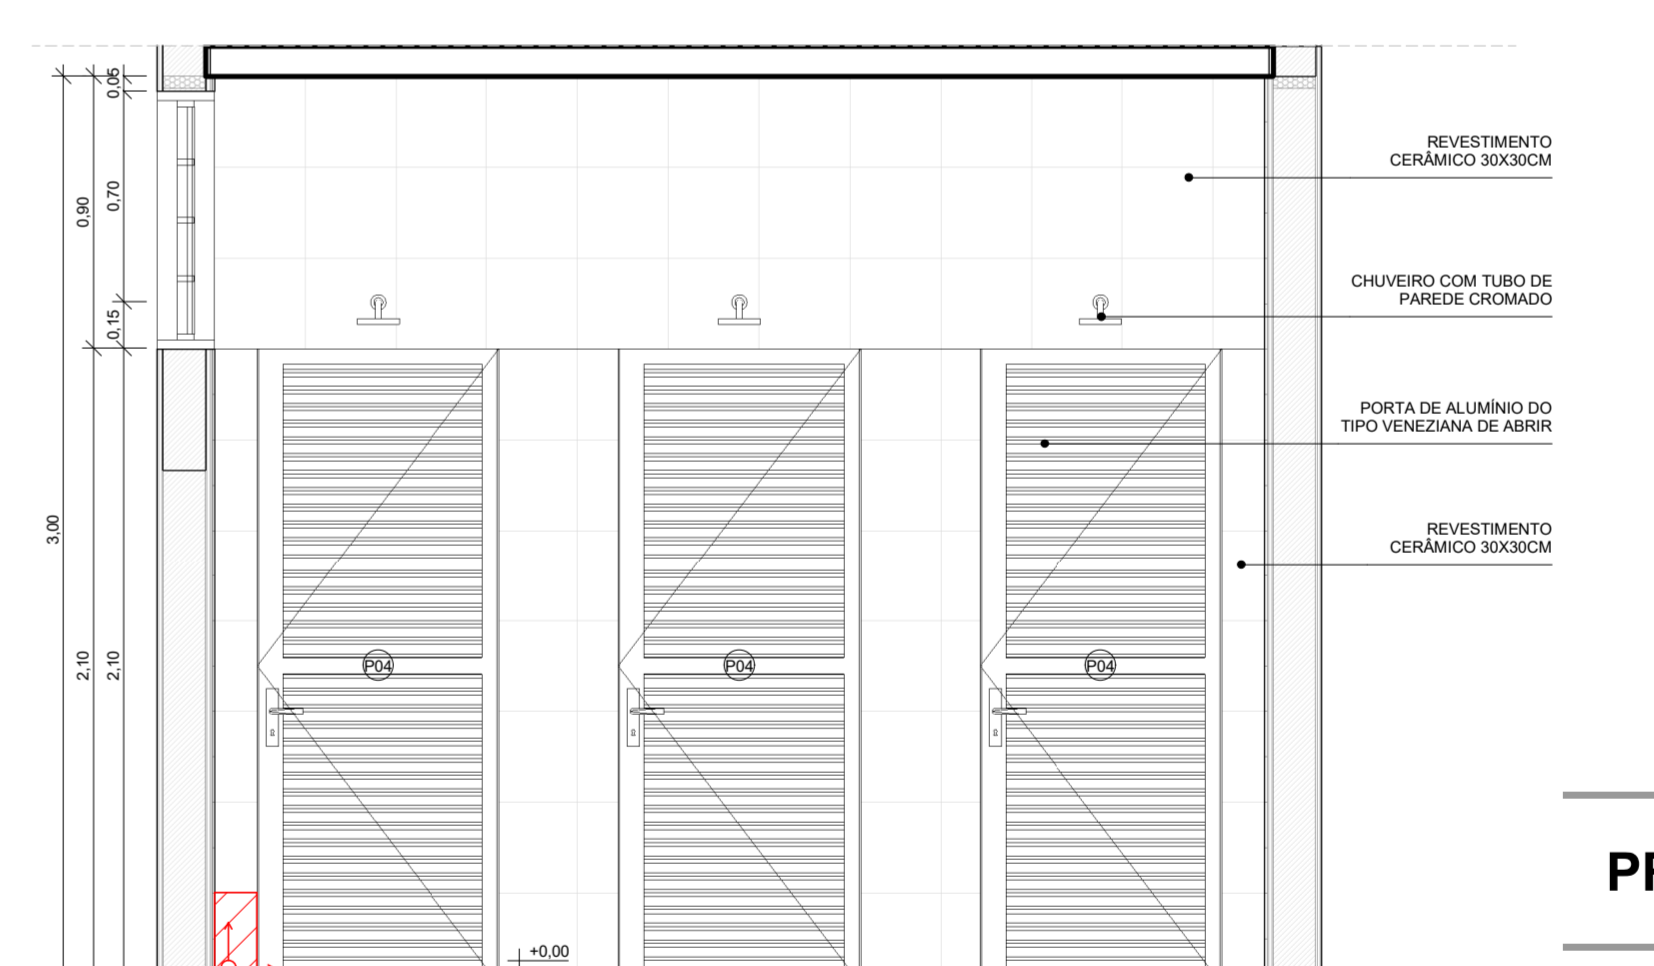 0,05
REVESTIMENTO
CERÂMICO 30X30CM
0,90
0,70
CHUVEIRO COM TUBO DE
PAREDE CROMADO
0,15
PORTA DE ALUMÍNIO DO
TIPO VENEZIANA DE ABRIR
3,00
REVESTIMENTO
CERÂMICO 30X30CM
2,10
2,10
P04
P04
P04
+0,00